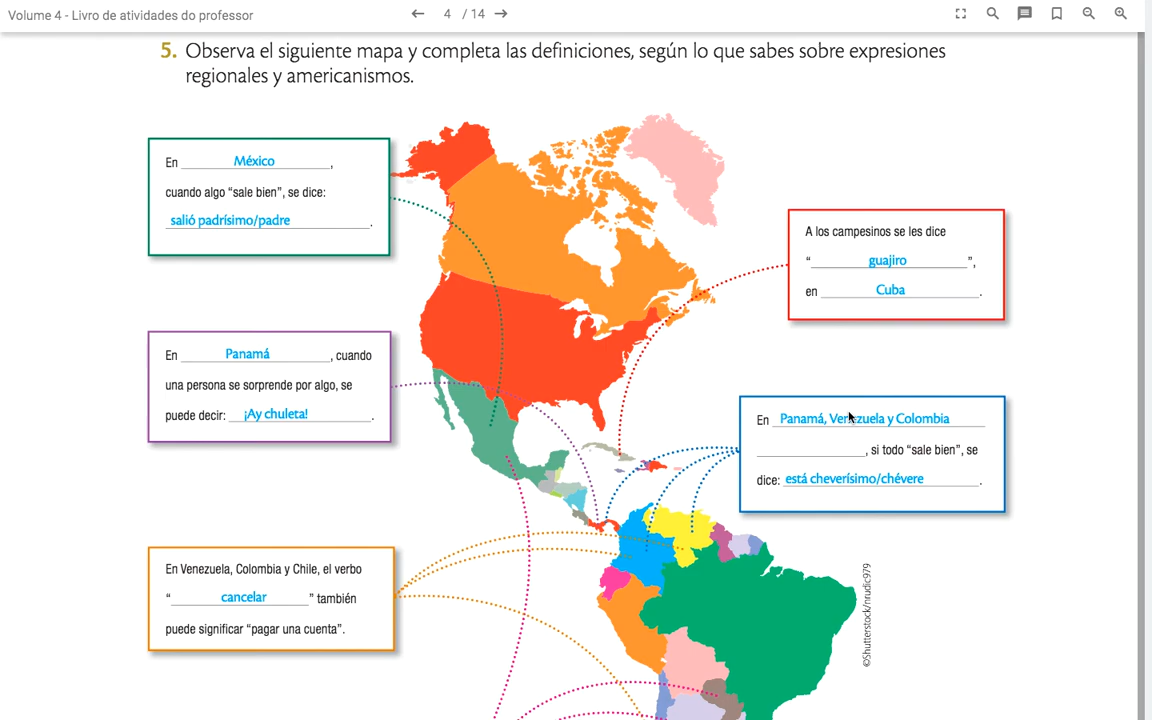 Volume 4 - Livro de atividades do professor
4 / 14
5. Observa el siguiente mapa y completa las definiciones, según lo que sabes sobre expresiones
regionales y americanismos.
En México,
cuando algo “sale bien”, se dice:
salió padrísimo/padre.
A los campesinos se les dice
“guajiro”,
en Cuba.
En Panamá, cuando
una persona se sorprende por algo, se
puede decir: ¡Ay chuleta!.
En Panamá, Venezuela y Colombia
, si todo “sale bien”, se
dice: está cheverísimo/chévere.
En Venezuela, Colombia y Chile, el verbo
“cancelar” también
puede significar “pagar una cuenta”.
©Shutterstock/nrudic979